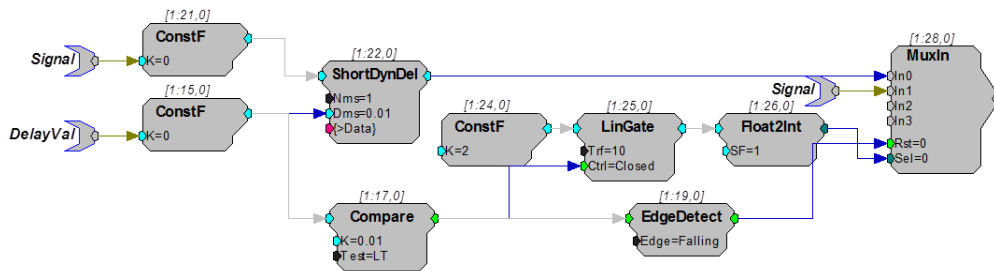 [1:21,0]
ConstF
K=0
Signal
[1:15,0]
ConstF
K=0
DelayVal
[1:22,0]
ShortDynDel
Nms=1
Dms=0.01
{>Data}
[1:17,0]
Compare
K=0.01
Test=LT
[1:24,0]
ConstF
K=2
[1:25,0]
LinGate
Trf=10
Ctrl=Closed
[1:26,0]
Float2Int
SF=1
[1:19,0]
EdgeDetect
Edge=Falling
Signal
[1:28,0]
MuxIn
In0
In1
In2
In3
Rst=0
Sel=0